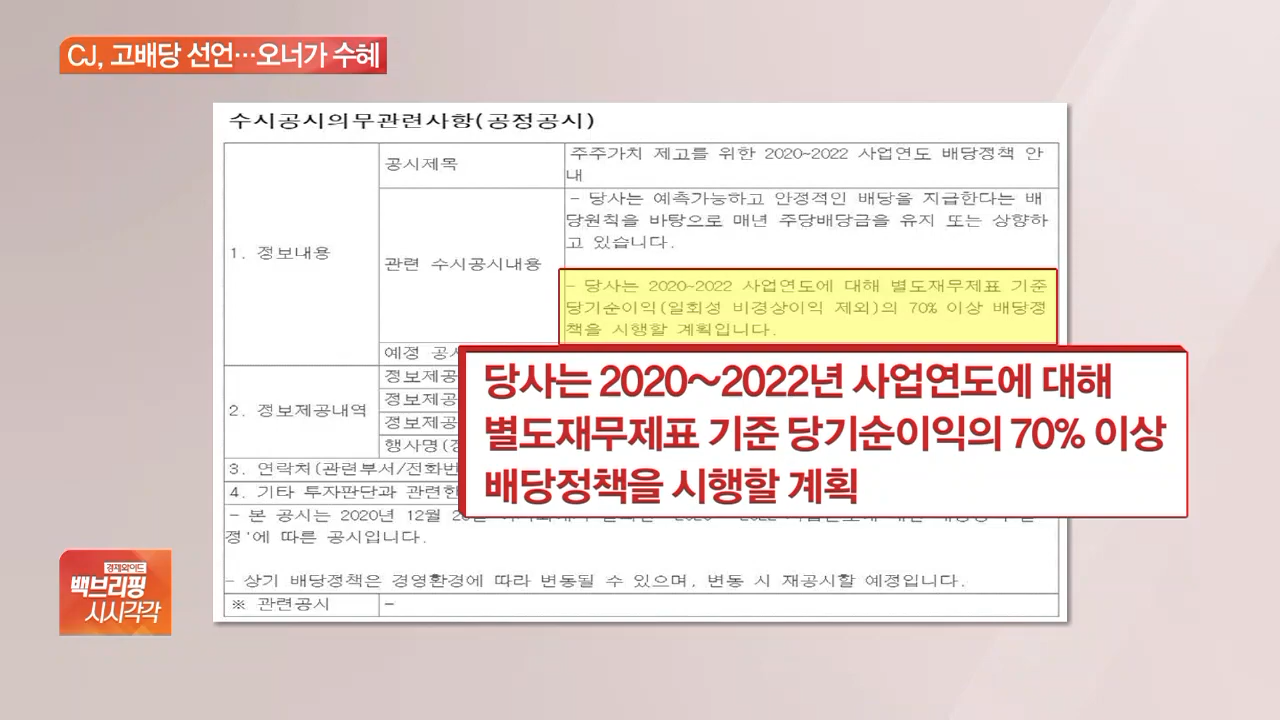 CJ, 고배당 선언…오너가 수혜
수시공시의무관련사항(공정공시)
1. 정보내용
공시제목
주주가치 제고를 위한 2020~2022 사업연도 배당정책 안
내
관련 수시공시내용
- 당사는 예측가능하고 안정적인 배당을 지급한다는 배
당원칙을 바탕으로 매년 주당배당금을 유지 또는 상향하
고 있습니다.
- 당사는 2020~2022 사업연도에 대해 별도재무제표 기준
당기순이익(일회성 비경상이익 제외)의 70% 이상 배당정
책을 시행할 계획입니다.
예정 공시
당사는 2020~2022년 사업연도에 대해
별도재무제표 기준 당기순이익의 70% 이상
배당정책을 시행할 계획
2. 정보제공내역
정보제공
정보제공
정보제공
행사명(
3. 연락처(관련부서/전화번
4. 기타 투자판단과 관련한
- 본 공시는 2020년 12월
정'에 따른 공시입니다.
- 상기 배당정책은 경영환경에 따라 변동될 수 있으며, 변동 시 재공시할 예정입니다.
※ 관련공시
-
경제와이드
백브리핑
시시각각